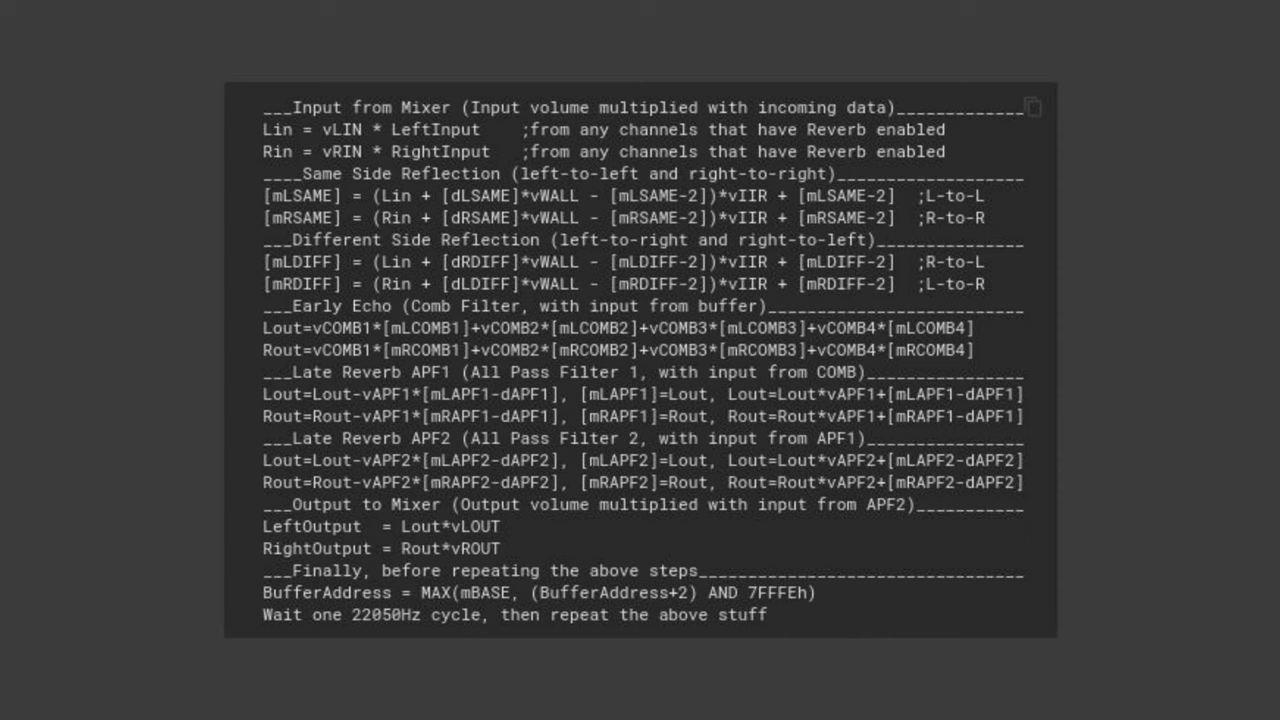 ___Input from Mixer (Input volume multiplied with incoming data)_____________
Lin = vLIN * LeftInput    ;from any channels that have Reverb enabled
Rin = vRIN * RightInput   ;from any channels that have Reverb enabled
____Same Side Reflection (left-to-left and right-to-right)___________________
[mLSAME] = (Lin + [dLSAME]*vWALL - [mLSAME-2])*vIIR + [mLSAME-2]  ;L-to-L
[mRSAME] = (Rin + [dRSAME]*vWALL - [mRSAME-2])*vIIR + [mRSAME-2]  ;R-to-R
___Different Side Reflection (left-to-right and right-to-left)_______________
[mLDIFF] = (Lin + [dRDIFF]*vWALL - [mLDIFF-2])*vIIR + [mLDIFF-2]  ;R-to-L
[mRDIFF] = (Rin + [dLDIFF]*vWALL - [mRDIFF-2])*vIIR + [mRDIFF-2]  ;L-to-R
___Early Echo (Comb Filter, with input from buffer)__________________________
Lout=vCOMB1*[mLCOMB1]+vCOMB2*[mLCOMB2]+vCOMB3*[mLCOMB3]+vCOMB4*[mLCOMB4]
Rout=vCOMB1*[mRCOMB1]+vCOMB2*[mRCOMB2]+vCOMB3*[mRCOMB3]+vCOMB4*[mRCOMB4]
___Late Reverb APF1 (All Pass Filter 1, with input from COMB)________________
Lout=Lout-vAPF1*[mLAPF1-dAPF1], [mLAPF1]=Lout, Lout=Lout*vAPF1+[mLAPF1-dAPF1]
Rout=Rout-vAPF1*[mRAPF1-dAPF1], [mRAPF1]=Rout, Rout=Rout*vAPF1+[mRAPF1-dAPF1]
___Late Reverb APF2 (All Pass Filter 2, with input from APF1)________________
Lout=Lout-vAPF2*[mLAPF2-dAPF2], [mLAPF2]=Lout, Lout=Lout*vAPF2+[mLAPF2-dAPF2]
Rout=Rout-vAPF2*[mRAPF2-dAPF2], [mRAPF2]=Rout, Rout=Rout*vAPF2+[mRAPF2-dAPF2]
___Output to Mixer (Output volume multiplied with input from APF2)___________
LeftOutput  = Lout*vLOUT
RightOutput = Rout*vROUT
___Finally, before repeating the above steps_________________________________
BufferAddress = MAX(mBASE, (BufferAddress+2) AND 7FFFEh)
Wait one 22050Hz cycle, then repeat the above stuff